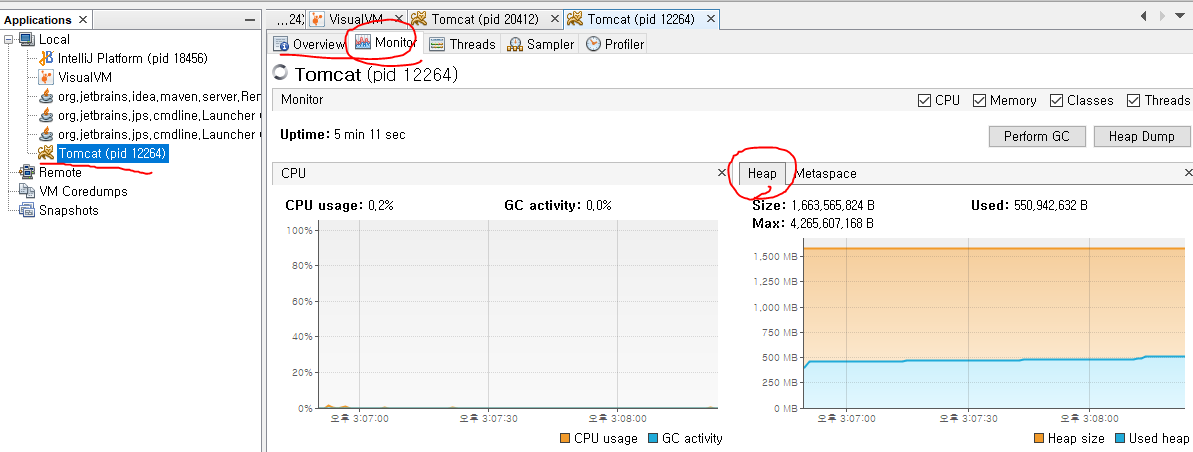 Applications ×
...24) VisualVM × Tomcat (pid 20412) × Tomcat (pid 12264) ×
Local
IntelliJ Platform (pid 18456)
VisualVM
org.jetbrains.idea.maven.server.Ren
org.jetbrains.jps.cmdline.Launcher (
org.jetbrains.jps.cmdline.Launcher (
Tomcat (pid 12264)
Remote
VM Coredumps
Snapshots
Overview Monitor Threads Sampler Profiler
Tomcat (pid 12264)
Monitor CPU Memory Classes Threads
Uptime: 5 min 11 sec Perform GC Heap Dump
CPU ×
CPU usage: 0.2% GC activity: 0.0%
100%
80%
60%
40%
20%
0%
오후 3:07:00 오후 3:07:30 오후 3:08:00
CPU usage GC activity
Heap Metaspace ×
Size: 1,663,565,824 B Used: 550,942,632 B
Max: 4,265,607,168 B
1,500 MB
1,250 MB
1,000 MB
750 MB
500 MB
250 MB
0 MB
오후 3:07:00 오후 3:07:30 오후 3:08:00
Heap size Used heap